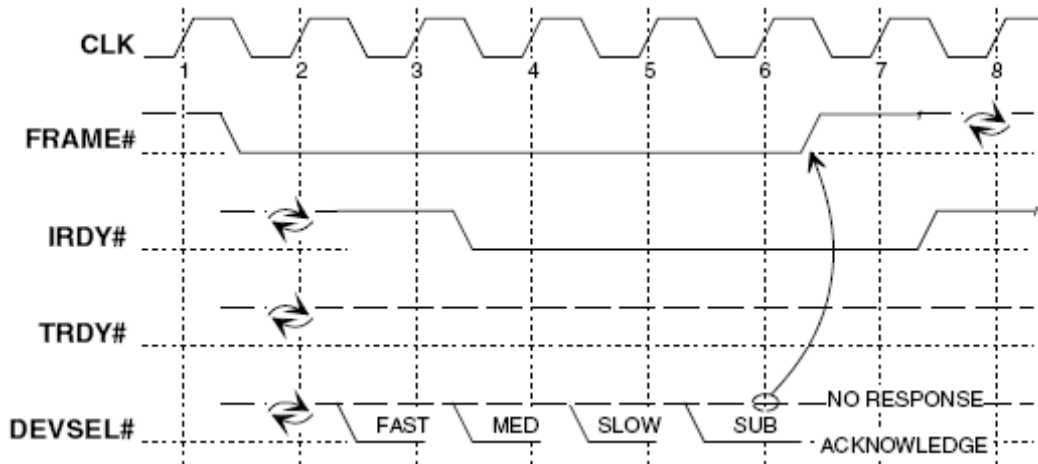 CLK
1 2 3 4 5 6 7 8
FRAME#
IRDY#
TRDY#
DEVSEL#
FAST MED SLOW SUB
NO RESPONSE
ACKNOWLEDGE